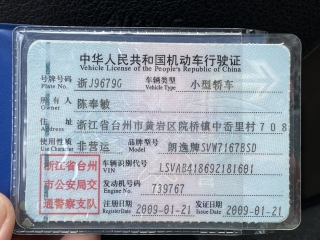 中华人民共和国机动车行驶证
Vehicle License of the People's Republic of China
号牌号码 浙J9679G 车辆类型 小型轿车
Plate No. Vehicle Type
所有人 陈奉敏
Owner
住址 浙江省台州市黄岩区院桥镇中岙里村708
Address
使用性质 非营运 品牌型号 朗逸牌SVW7167BSD
Use Character Model
浙江省台州 车辆识别代号 LSVAB418692181601
VIN
市公安局交 发动机号码 739767
Engine No.
通警察支队 注册日期 2009-01-21 发证日期 2009-01-21
Register Date Issue Date